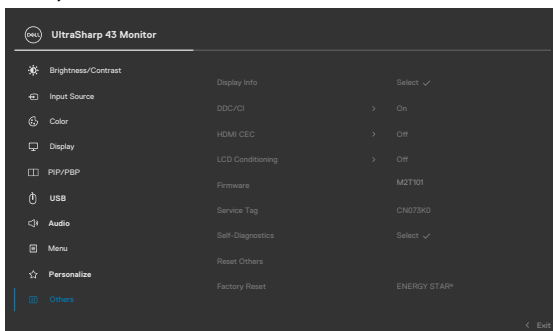 DELL UltraSharp 43 Monitor
Brightness/Contrast
Input Source
Color
Display
PIP/PBP
USB
Audio
Menu
Personalize
Others
Display Info Select ✓
DDC/CI > On
HDMI CEC > Off
LCD Conditioning > Off
Firmware M2T101
Service Tag CN073K0
Self-Diagnostics Select ✓
Reset Others
Factory Reset ENERGY STAR®
< Exit